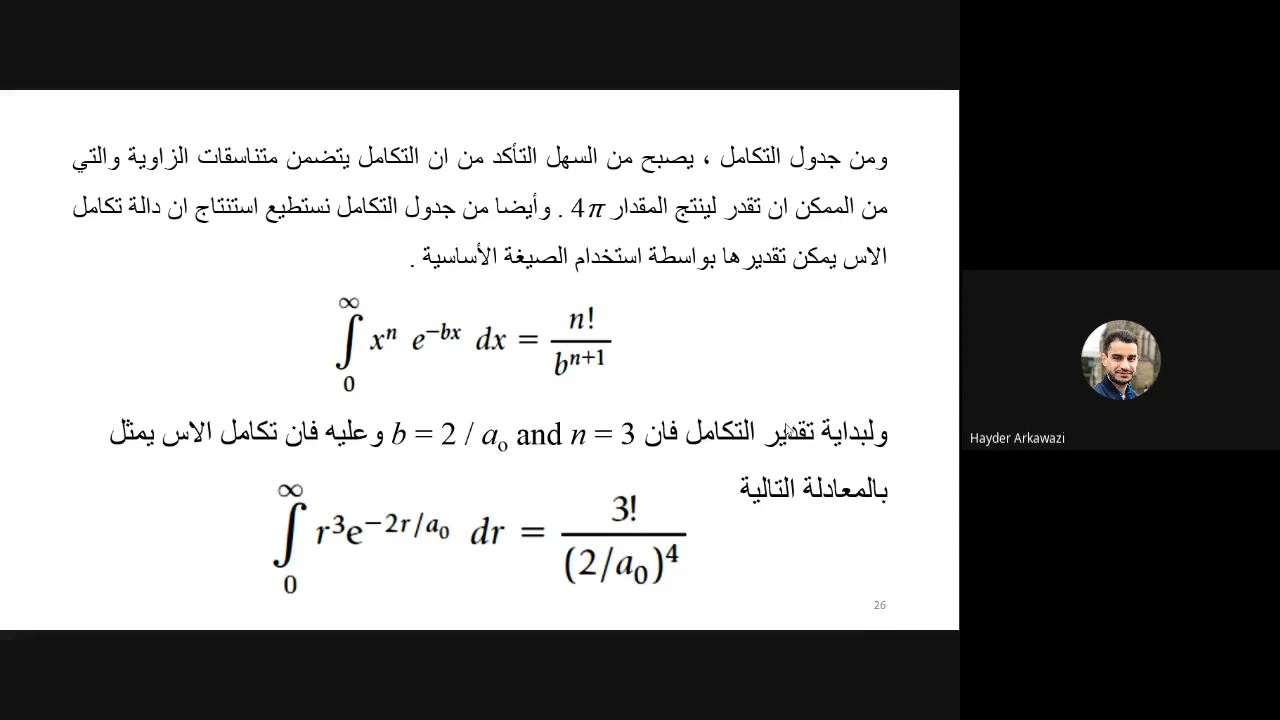 ومن جدول التكامل ، يصبح من السهل التأكد من ان التكامل يتضمن متناسقات الزاوية والتي
من الممكن ان تقدر لينتج المقدار 4π . وأيضا من جدول التكامل نستطيع استنتاج ان دالة تكامل
الاس يمكن تقديرها بواسطة استخدام الصيغة الأساسية .
∫₀^∞ xⁿ e^(−bx) dx = n! / b^(n+1)
ولبداية تقدير التكامل فان b = 2 / a₀ and n = 3 وعليه فان تكامل الاس يمثل
بالمعادلة التالية
∫₀^∞ r³e^(−2r/a₀) dr = 3! / (2/a₀)⁴
26
Hayder Arkawazi